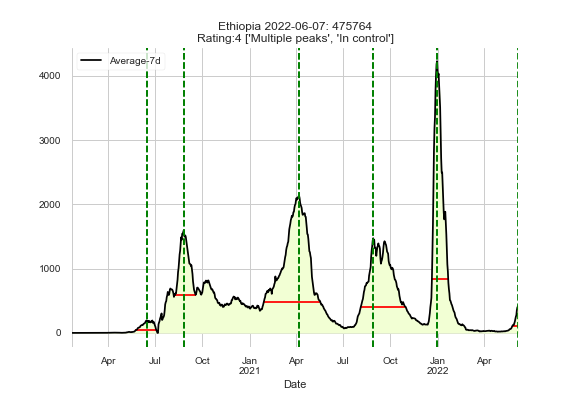 Ethiopia 2022-06-07: 475764
Rating:4 ['Multiple peaks', 'In control']
Average-7d
4000
3000
2000
1000
0
Apr Jul Oct Jan Apr Jul Oct Jan Apr
2021 2022
Date